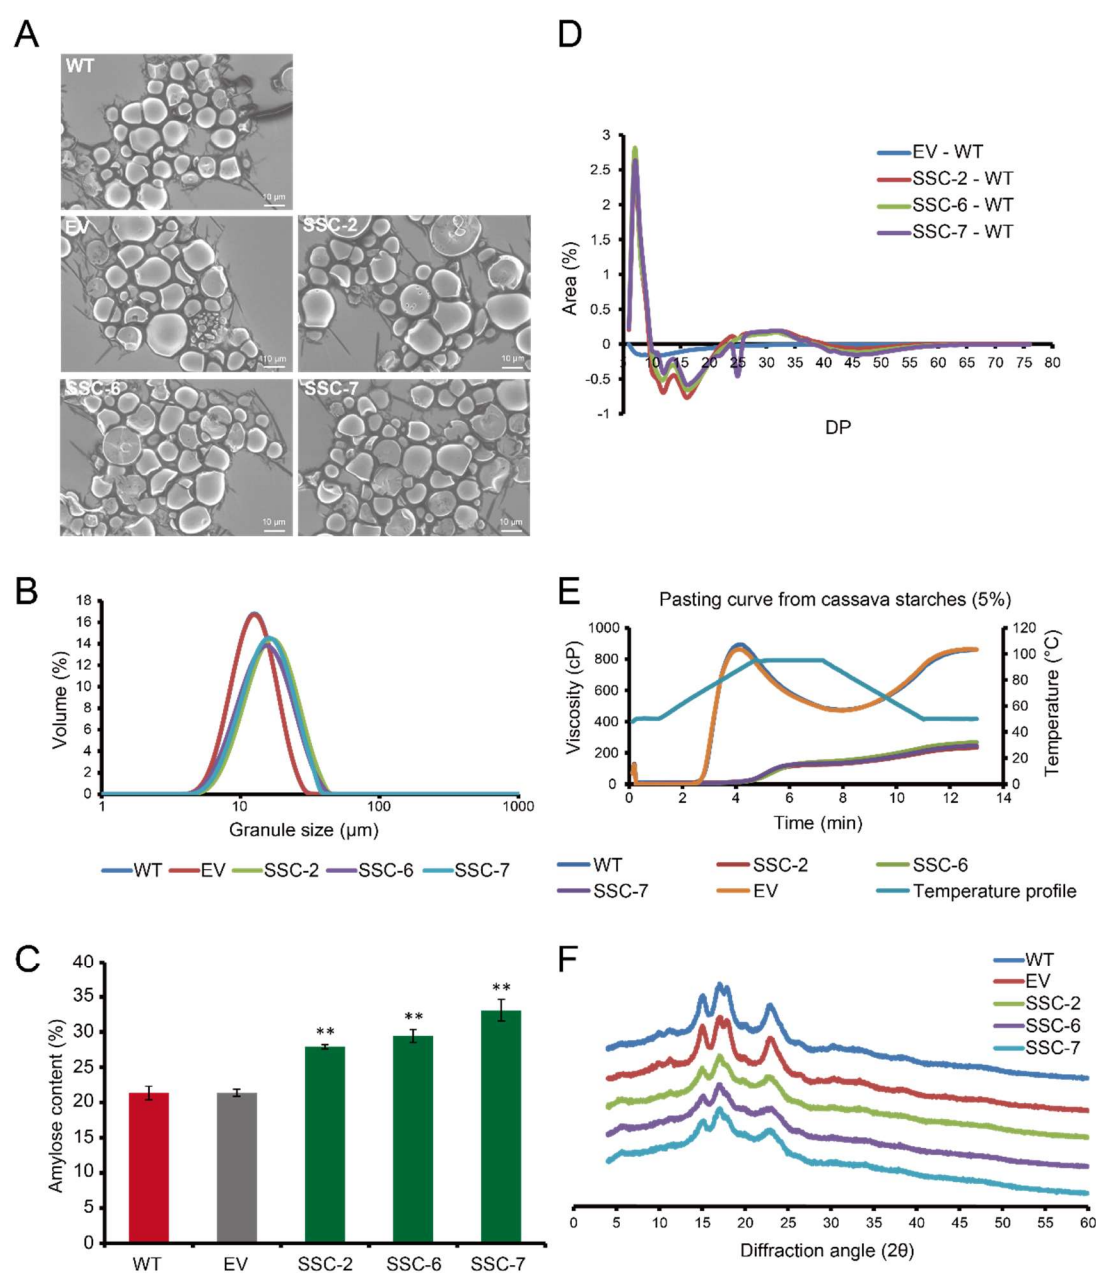 A
WT
10 µm
EV
10 µm
SSC-2
10 µm
SSC-6
10 µm
SSC-7
10 µm
B
18
16
14
12
10
8
6
4
2
0
Volume (%)
1
10
100
1000
Granule size (µm)
WT
EV
SSC-2
SSC-6
SSC-7
C
40
35
30
25
20
15
10
5
0
Amylose content (%)
**
**
**
WT
EV
SSC-2
SSC-6
SSC-7
D
3
2.5
2
1.5
1
0.5
0
-0.5
-1
Area (%)
EV - WT
SSC-2 - WT
SSC-6 - WT
SSC-7 - WT
5 10 15 20 25 30 35 40 45 50 55 60 65 70 75 80
DP
E
Pasting curve from cassava starches (5%)
1000
800
600
400
200
0
Viscosity (cP)
120
100
80
60
40
20
0
Temperature (°C)
0 2 4 6 8 10 12 14
Time (min)
WT
SSC-2
SSC-6
SSC-7
EV
Temperature profile
F
WT
EV
SSC-2
SSC-6
SSC-7
0 5 10 15 20 25 30 35 40 45 50 55 60
Diffraction angle (2θ)